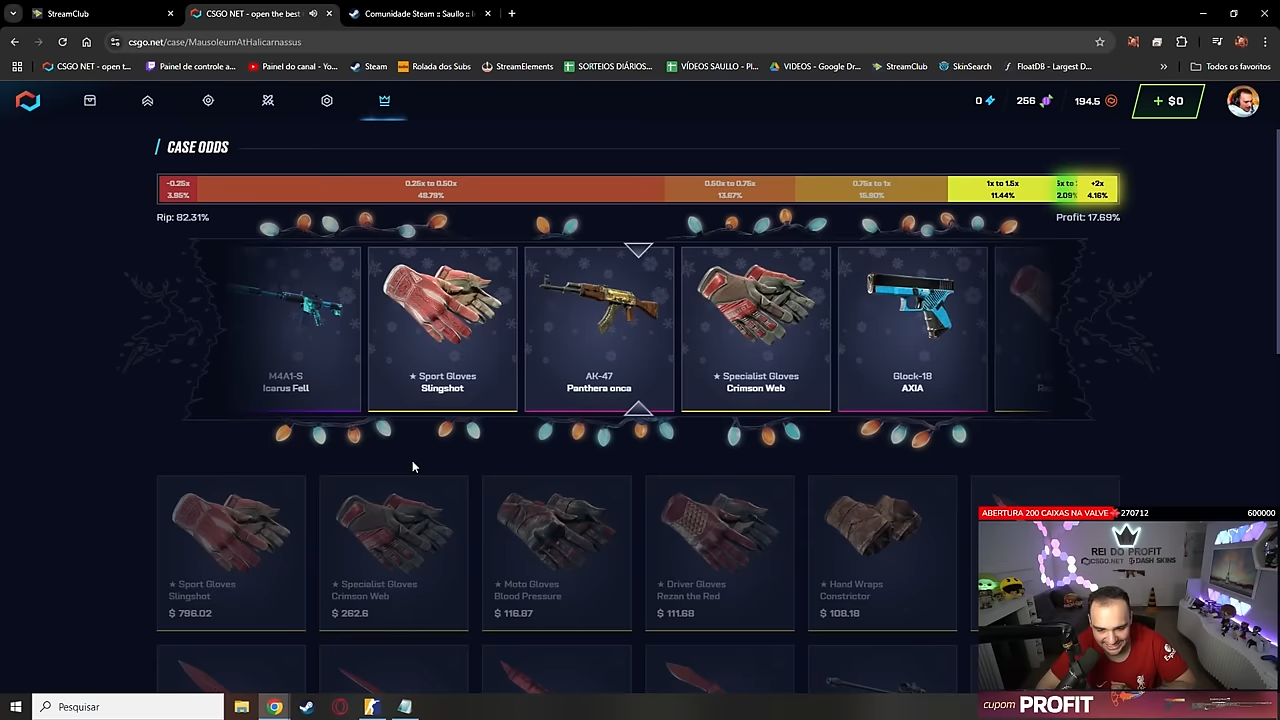 StreamClub
CSGO NET - open the best
Comunidade Steam :: Saullo ::
csgo.net/case/MausoleumAtHalicarnassus
CSGO NET - open t...
Painel de controle a...
Painel do canal - Yo...
Steam
Rolada dos Subs
StreamElements
SORTEIOS DIÁRIOS...
VÍDEOS SAULLO - Pl...
VIDEOS - Google Dr...
StreamClub
SkinSearch
FloatDB - Largest D...
Todos os favoritos
0
256
194.5
+ $0
CASE ODDS
-0.25x
3.95%
0.25x to 0.50x
48.79%
0.50x to 0.75x
13.67%
0.75x to 1x
15.90%
1x to 1.5x
11.44%
2.09%
+2x
4.16%
Rip: 82.31%
Profit: 17.69%
M4A1-S
Icarus Fell
★ Sport Gloves
Slingshot
AK-47
Panthera onca
★ Specialist Gloves
Crimson Web
Glock-18
AXIA
★ Sport Gloves
Slingshot
$ 796.02
★ Specialist Gloves
Crimson Web
$ 262.6
★ Moto Gloves
Blood Pressure
$ 116.87
★ Driver Gloves
Rezan the Red
$ 111.68
★ Hand Wraps
Constrictor
$ 108.18
ABERTURA 200 CAIXAS NA VALVE
270712
600000
REI DO PROFIT
CSGO.NET
DASH SKINS
cupom PROFIT
Pesquisar